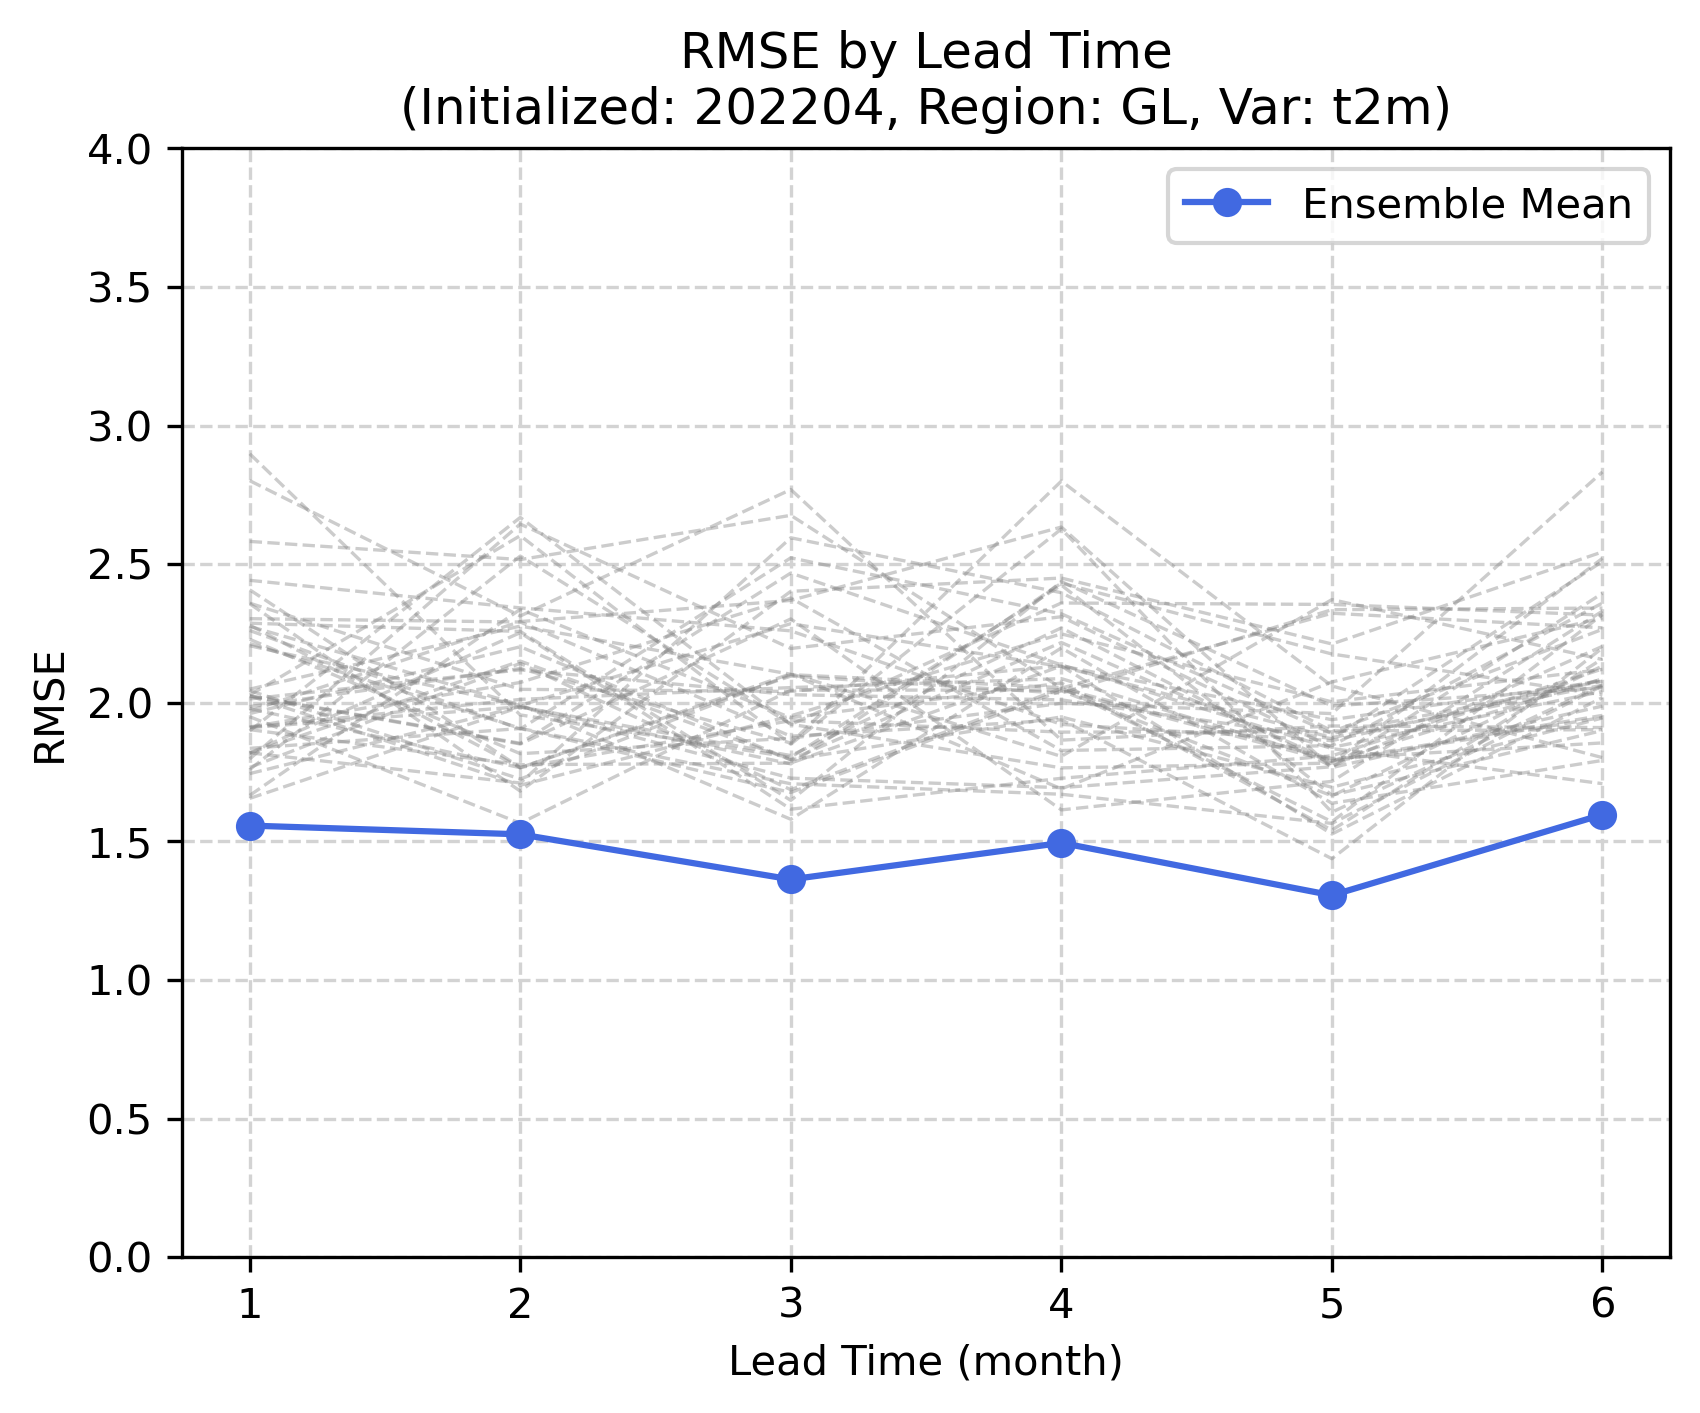 RMSE by Lead Time
(Initialized: 202204, Region: GL, Var: t2m)
Ensemble Mean
4.0
3.5
3.0
2.5
2.0
1.5
1.0
0.5
0.0
RMSE
1 2 3 4 5 6
Lead Time (month)